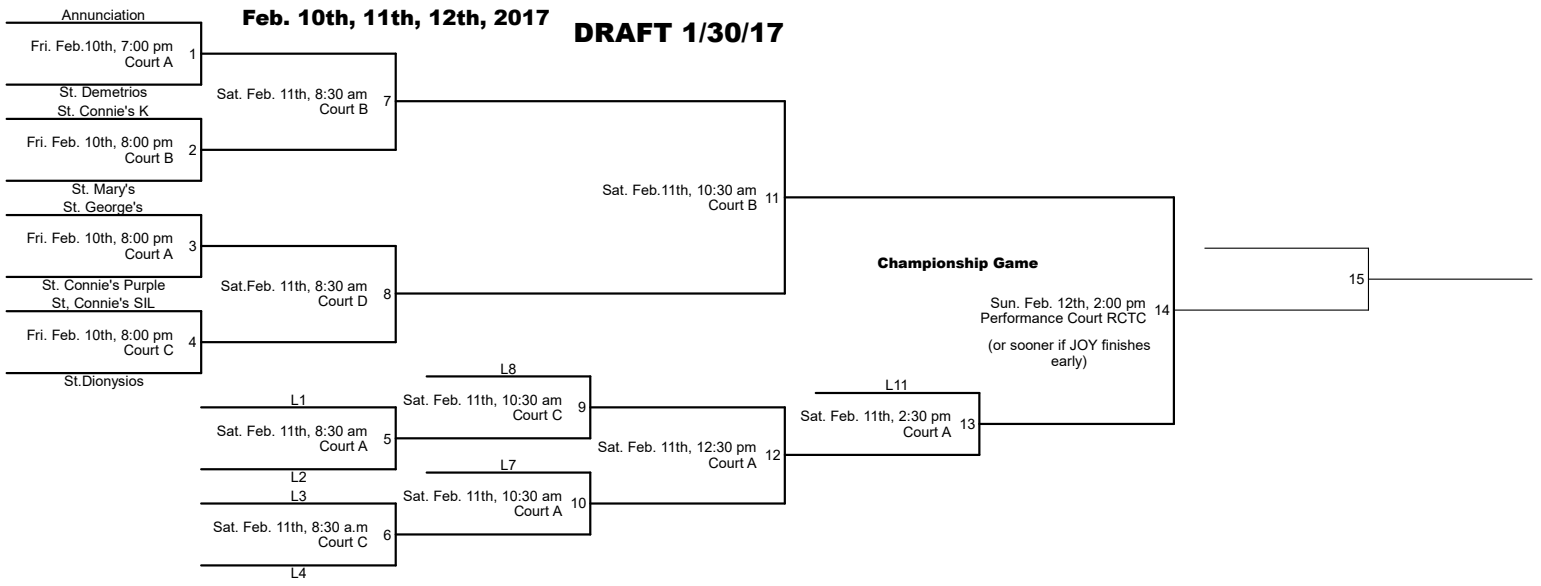 Feb. 10th, 11th, 12th, 2017
DRAFT 1/30/17
Annunciation
Fri. Feb.10th, 7:00 pm
Court A
1
St. Demetrios
St. Connie's K
Fri. Feb. 10th, 8:00 pm
Court B
2
St. Mary's
St. George's
Fri. Feb. 10th, 8:00 pm
Court A
3
St. Connie's Purple
St, Connie's SIL
Fri. Feb. 10th, 8:00 pm
Court C
4
St.Dionysios
Sat. Feb. 11th, 8:30 am
Court B
7
Sat.Feb. 11th, 8:30 am
Court D
8
L1
Sat. Feb. 11th, 8:30 am
Court A
5
L2
L3
Sat. Feb. 11th, 8:30 a.m
Court C
6
L4
L8
Sat. Feb. 11th, 10:30 am
Court C
9
L7
Sat. Feb. 11th, 10:30 am
Court A
10
Sat. Feb.11th, 10:30 am
Court B
11
Sat. Feb. 11th, 12:30 pm
Court A
12
L11
Sat. Feb. 11th, 2:30 pm
Court A
13
Championship Game
Sun. Feb. 12th, 2:00 pm
Performance Court RCTC
14
(or sooner if JOY finishes
early)
15